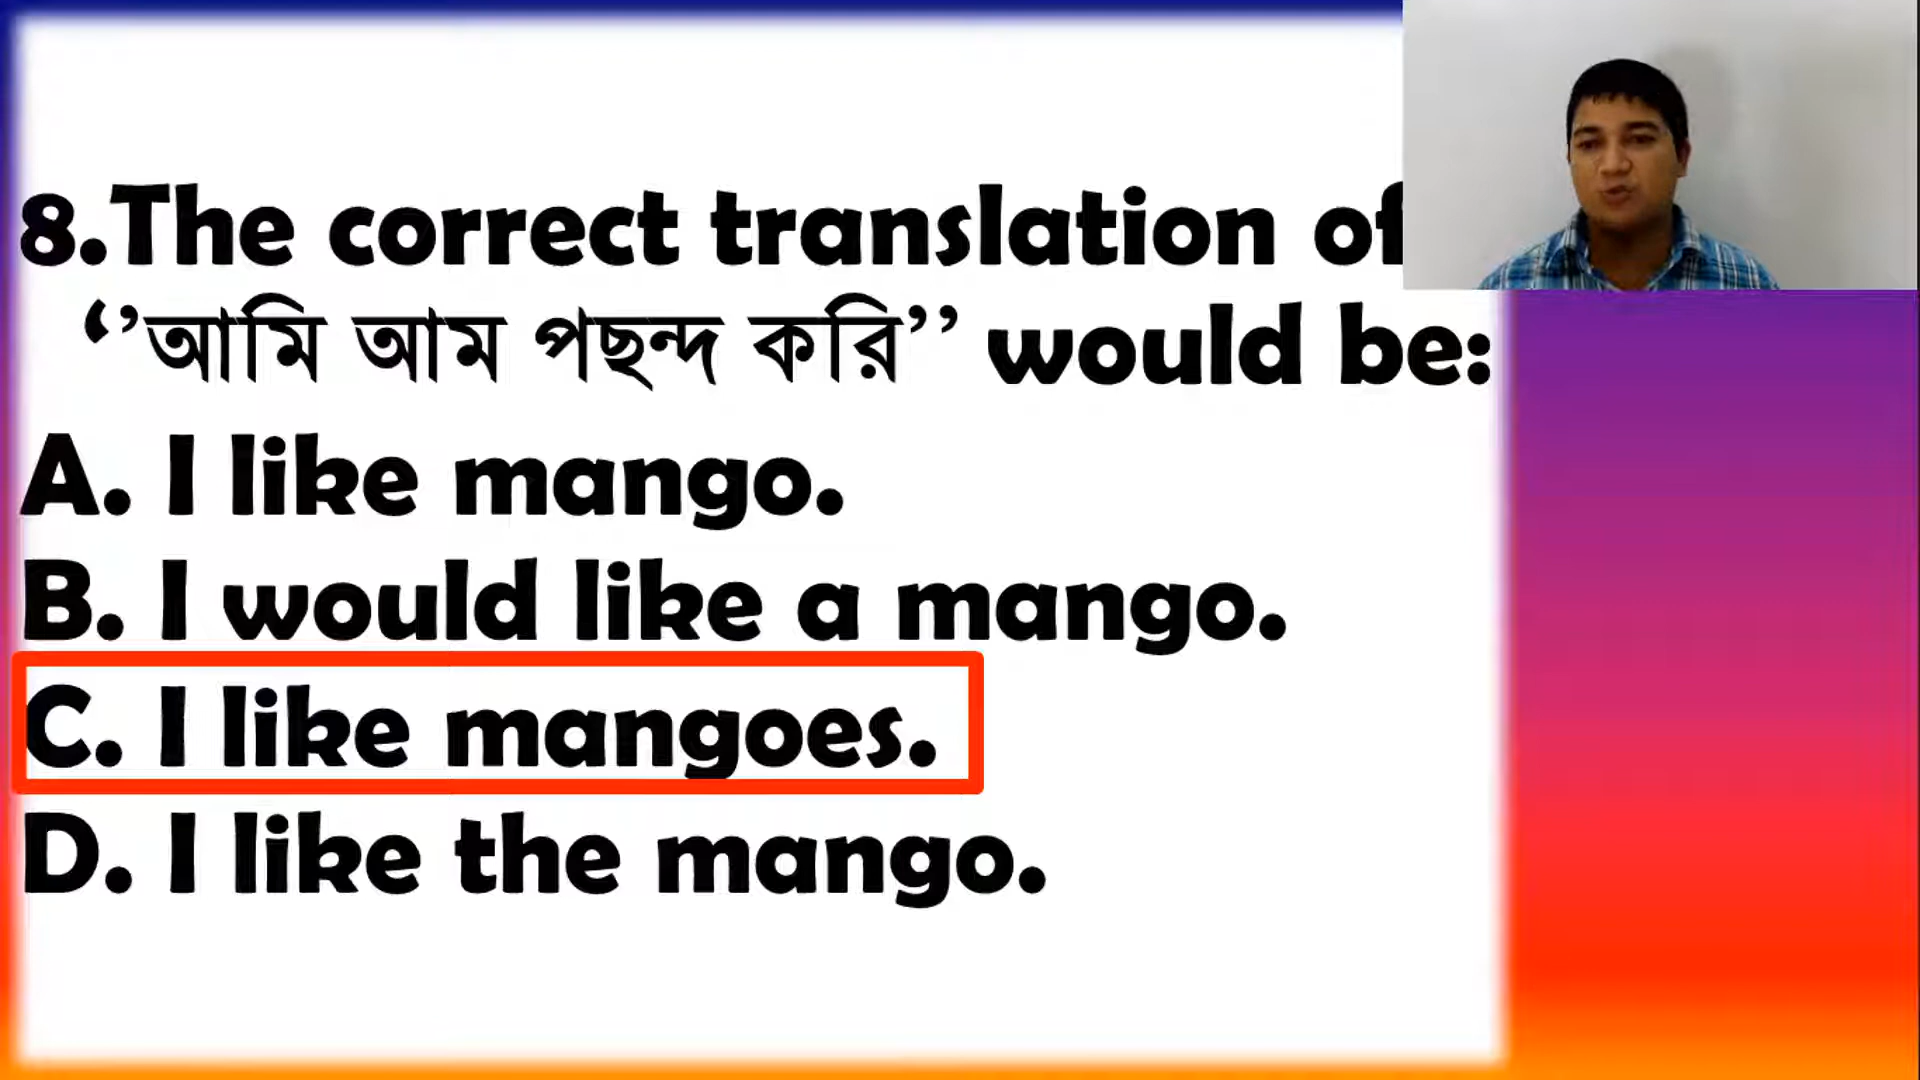 8.The correct translation of
‘’আমি আম পছন্দ করি’’ would be:
A. I like mango.
B. I would like a mango.
C. I like mangoes.
D. I like the mango.